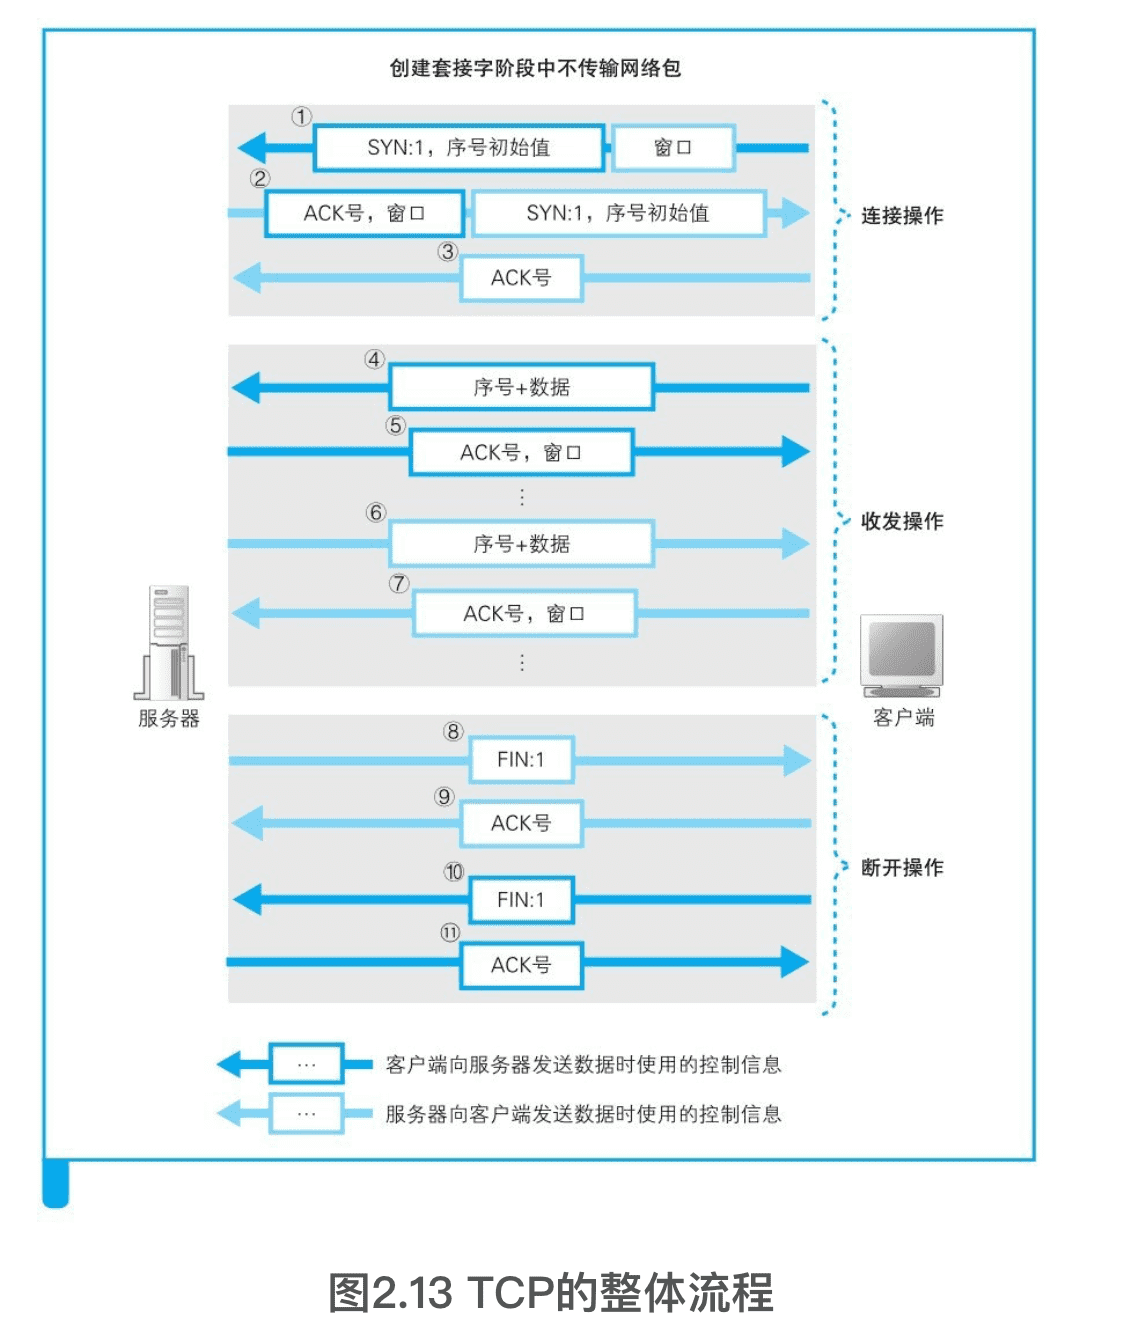 创建套接字阶段中不传输网络包
①
SYN:1，序号初始值
窗口
②
ACK号，窗口
SYN:1，序号初始值
③
ACK号
连接操作
④
序号+数据
⑤
ACK号，窗口
⋮
⑥
序号+数据
⑦
ACK号，窗口
⋮
收发操作
服务器
客户端
⑧
FIN:1
⑨
ACK号
⑩
FIN:1
⑪
ACK号
断开操作
… 客户端向服务器发送数据时使用的控制信息
… 服务器向客户端发送数据时使用的控制信息
图2.13 TCP的整体流程